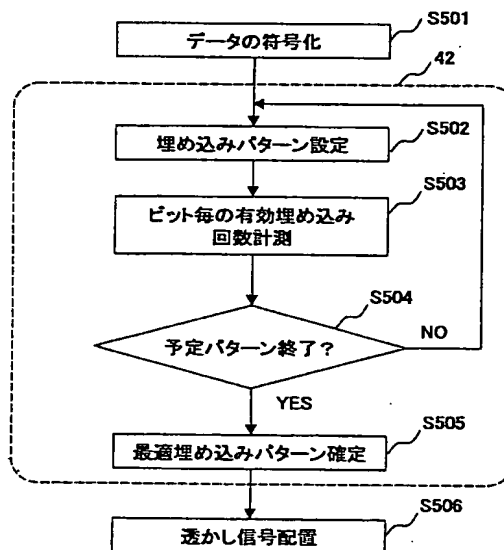 S501
データの符号化
42
S502
埋め込みパターン設定
S503
ビット毎の有効埋め込み
回数計測
S504
予定パターン終了?
NO
YES
S505
最適埋め込みパターン確定
S506
透かし信号配置